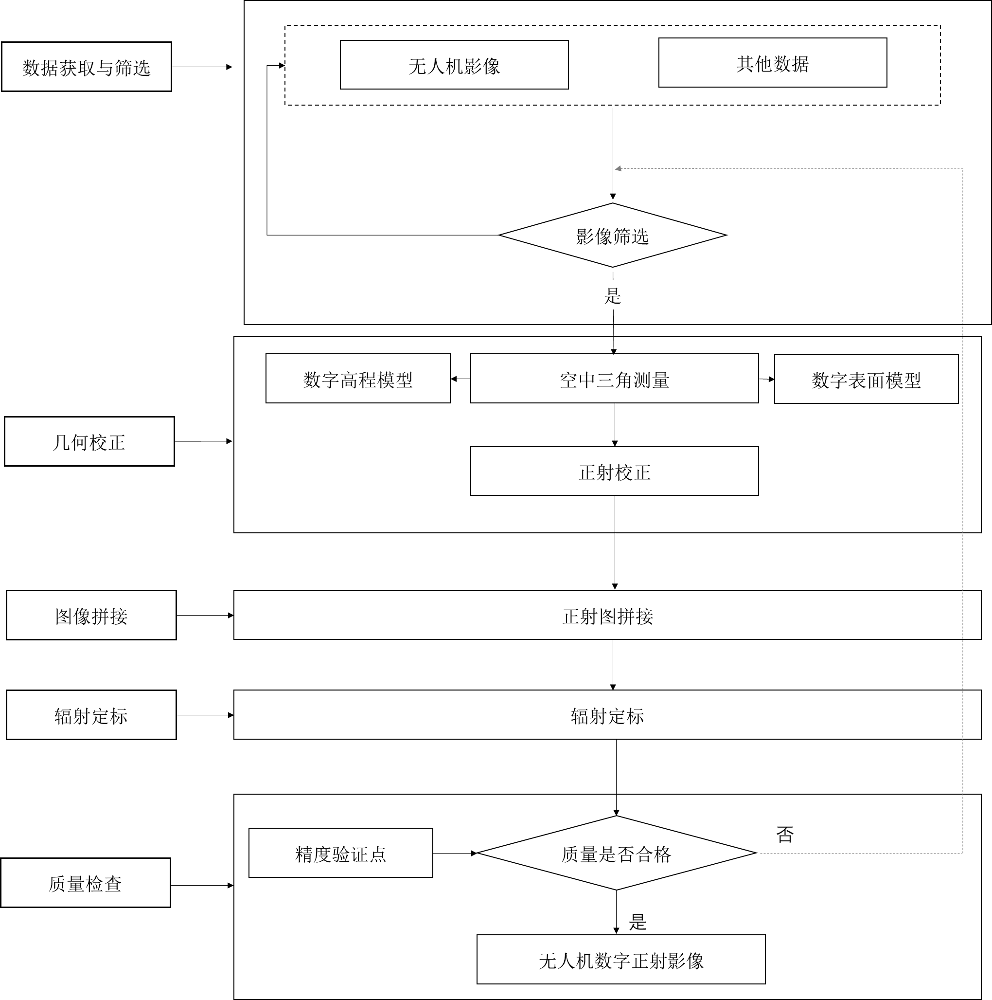 数据获取与筛选
无人机影像
其他数据
影像筛选
是
数字高程模型
空中三角测量
数字表面模型
几何校正
正射校正
图像拼接
正射图拼接
辐射定标
辐射定标
精度验证点
质量是否合格
否
质量检查
是
无人机数字正射影像